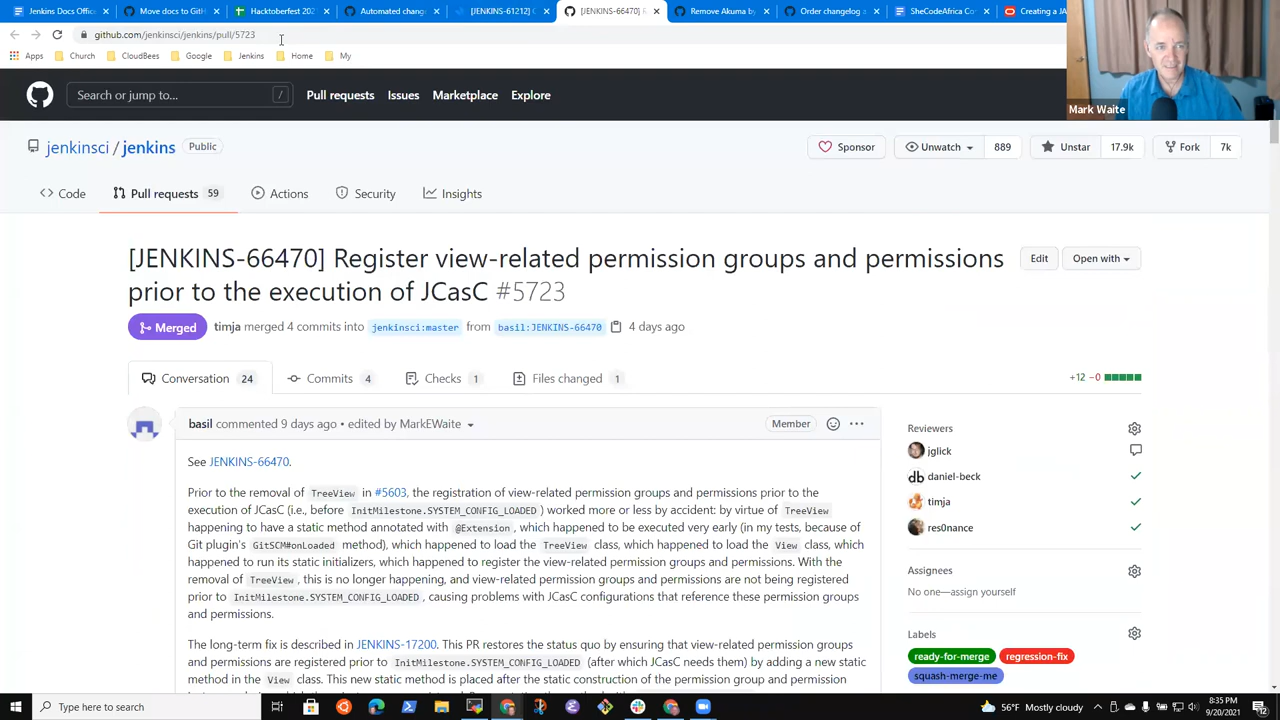 Jenkins Docs Offic
Move docs to GitH
Hacktoberfest 202
Automated chang
[JENKINS-61212] C
[JENKINS-66470] R
Remove Akuma by
Order changelog a
SheCodeAfrica Co
Creating a JA
github.com/jenkinsci/jenkins/pull/5723
Apps
Church
CloudBees
Google
Jenkins
Home
My
Mark Waite
Search or jump to...
/
Pull requests
Issues
Marketplace
Explore
jenkinsci / jenkins
Public
Sponsor
Unwatch
889
Unstar
17.9k
Fork
7k
Code
Pull requests 59
Actions
Security
Insights
[JENKINS-66470] Register view-related permission groups and permissions
prior to the execution of JCasC #5723
Edit
Open with
Merged
timja merged 4 commits into jenkinsci:master from basil:JENKINS-66470 4 days ago
Conversation 24
Commits 4
Checks 1
Files changed 1
+12 −0
basil commented 9 days ago • edited by MarkEWaite
Member
See JENKINS-66470.
Prior to the removal of TreeView in #5603, the registration of view-related permission groups and permissions prior to the
execution of JCasC (i.e., before InitMilestone.SYSTEM_CONFIG_LOADED ) worked more or less by accident: by virtue of TreeView
happening to have a static method annotated with @Extension, which happened to be executed very early (in my tests, because of
Git plugin's GitSCM#onLoaded method), which happened to load the TreeView class, which happened to load the View class, which
happened to run its static initializers, which happened to register the view-related permission groups and permissions. With the
removal of TreeView, this is no longer happening, and view-related permission groups and permissions are not being registered
prior to InitMilestone.SYSTEM_CONFIG_LOADED, causing problems with JCasC configurations that reference these permission groups
and permissions.
The long-term fix is described in JENKINS-17200. This PR restores the status quo by ensuring that view-related permission groups
and permissions are registered prior to InitMilestone.SYSTEM_CONFIG_LOADED (after which JCasC needs them) by adding a new static
method in the View class. This new static method is placed after the static construction of the permission group and permission
Reviewers
jglick
daniel-beck
timja
res0nance
Assignees
No one—assign yourself
Labels
ready-for-merge
regression-fix
squash-merge-me
Type here to search
56°F Mostly cloudy
8:35 PM
9/20/2021
12